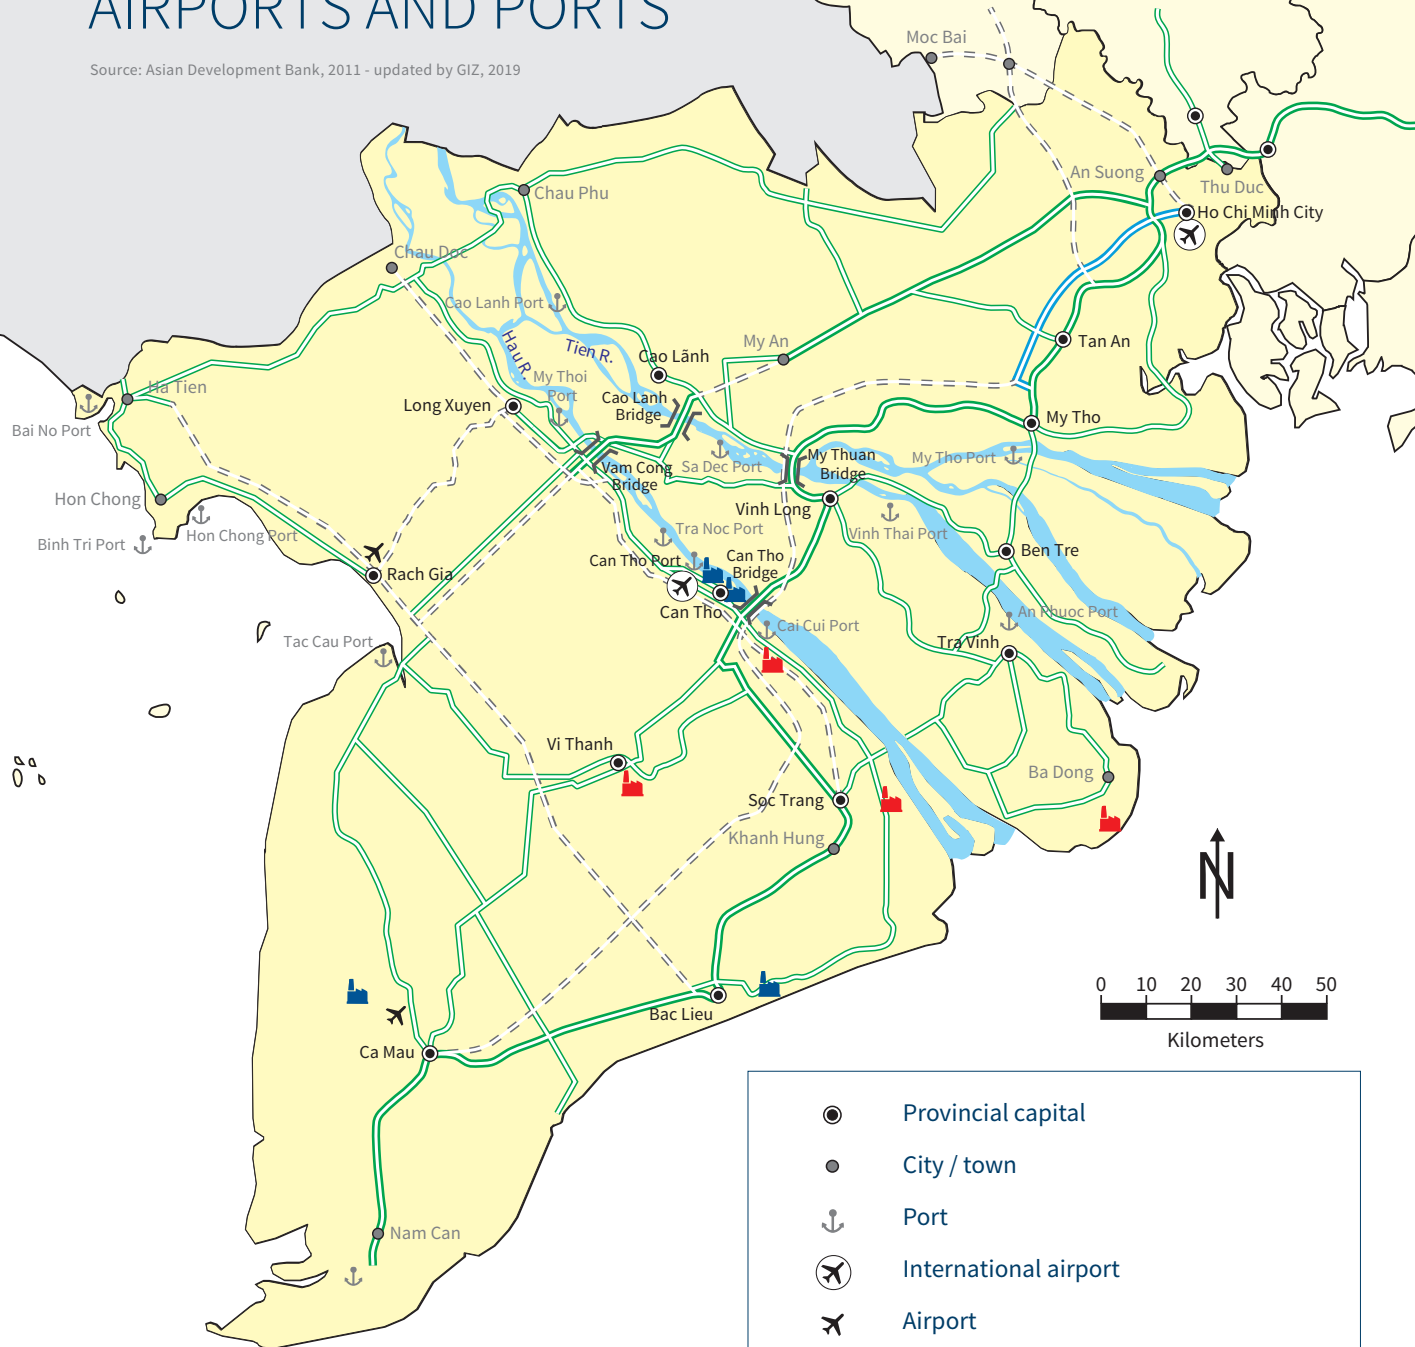 AIRPORTS AND PORTS
Source: Asian Development Bank, 2011 - updated by GIZ, 2019
Moc Bai
An Suong
Thu Duc
Chau Phu
Ho Chi Minh City
Chau Doc
Cao Lanh Port
Hau R.
Tien R.
My An
Tan An
Cao Lãnh
Ha Tien
My Thoi
Port
Long Xuyen
Cao Lanh
Bridge
My Tho
Bai No Port
Vam Cong
Bridge
Sa Dec Port
My Thuan
Bridge
My Tho Port
Hon Chong
Vinh Long
Hon Chong Port
Binh Tri Port
Tra Noc Port
Vinh Thai Port
Can Tho Port
Can Tho
Bridge
Ben Tre
Rach Gia
Can Tho
An Phuoc Port
Cai Cui Port
Tac Cau Port
Tra Vinh
Vi Thanh
Ba Dong
Soc Trang
Khanh Hung
N
0 10 20 30 40 50
Kilometers
Bac Lieu
Ca Mau
Nam Can
Provincial capital
City / town
Port
International airport
Airport